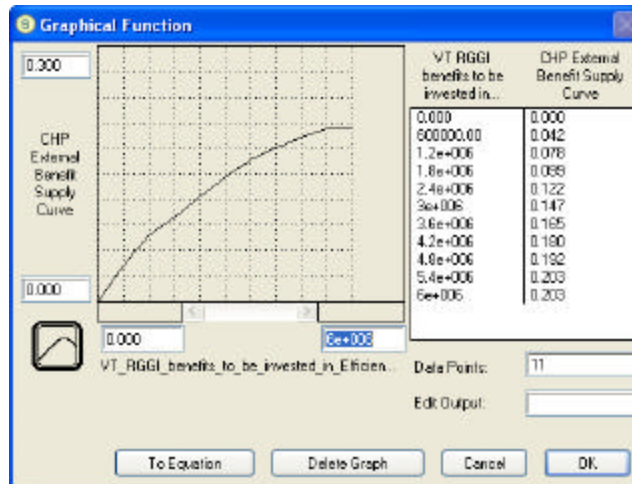 Graphical Function
0.300
CHP
External
Benefit
Supply
Curve
0.000
0.000
6e+006
VT_RGGI_benefits_to_be_invested_in_Efficien...
VT RGGI
benefits to be
invested in...
CHP External
Benefit Supply
Curve
0.000 0.000
600000.00 0.042
1.2e+006 0.078
1.8e+006 0.099
2.4e+006 0.122
3e+006 0.147
3.6e+006 0.165
4.2e+006 0.180
4.8e+006 0.192
5.4e+006 0.203
6e+006 0.203
Data Points: 11
Edit Output:
To Equation
Delete Graph
Cancel
OK